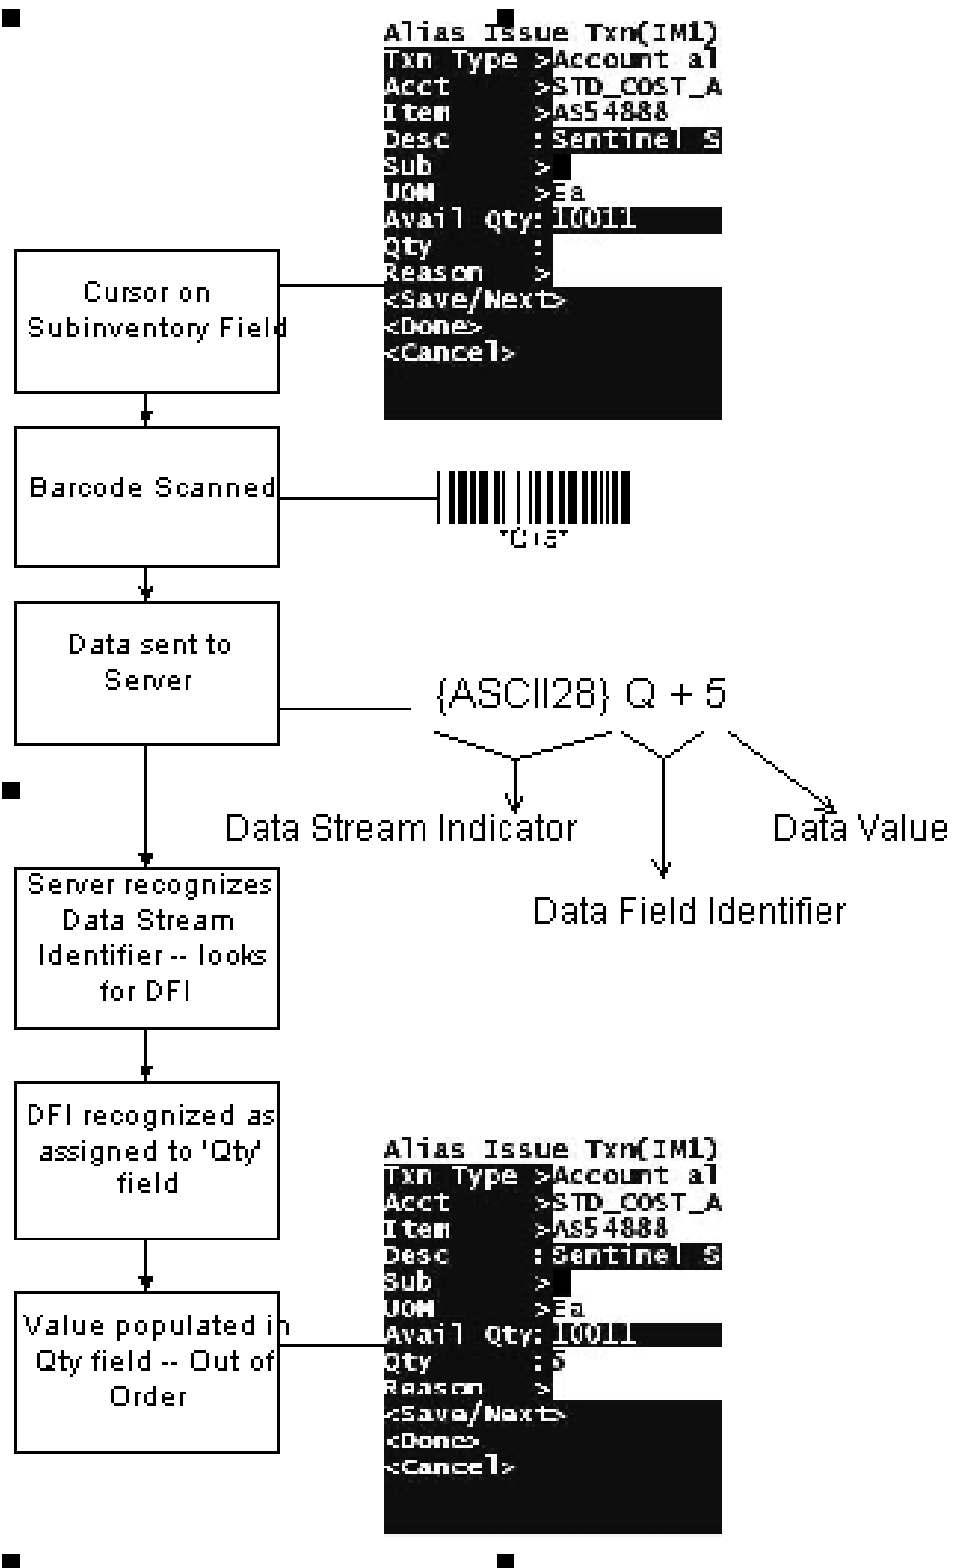 Alias Issue Txn(IM1)
Txn Type >Account al
Acct >STD_COST_A
Item >AS54888
Desc :Sentinel S
Sub >
UOM >Ea
Avail Qty:10011
Qty :
Reason >
<Save/Next>
<Done>
<Cancel>
Cursor on
Subinventory Field
Barcode Scanned
Data sent to
Server
{ASCII28} Q + 5
Data Stream Indicator
Data Value
Data Field Identifier
Server recognizes
Data Stream
Identifier -- looks
for DFI
DFI recognized as
assigned to 'Qty'
field
Alias Issue Txn(IM1)
Txn Type >Account al
Acct >STD_COST_A
Item >AS54888
Desc :Sentinel S
Sub >
UOM >Ea
Avail Qty:10011
Qty :5
Reason >
<Save/Next>
<Done>
<Cancel>
Value populated in
Qty field -- Out of
Order